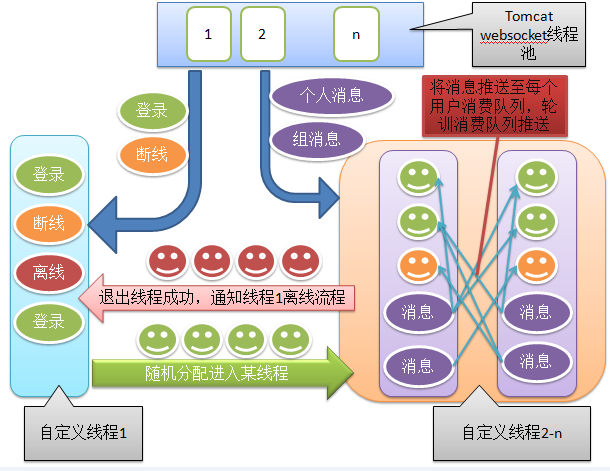 1
2
n
Tomcat
websocket线程
池
登录
断线
个人消息
组消息
将消息推送至每个
用户消费队列，轮
训消费队列推送
登录
断线
离线
登录
退出线程成功，通知线程1离线流程
随机分配进入某线程
消息
消息
消息
消息
自定义线程1
自定义线程2-n